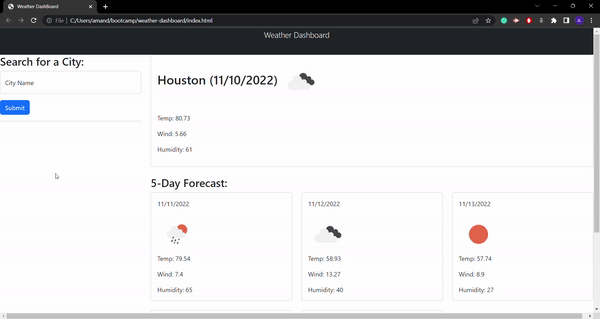 Weather DashBoard
File | C:/Users/amand/bootcamp/weather-dashboard/index.html
Weather Dashboard
Search for a City:
City Name
Submit
Houston (11/10/2022)
Temp: 80.73
Wind: 5.66
Humidity: 61
5-Day Forecast:
11/11/2022
Temp: 79.54
Wind: 7.4
Humidity: 65
11/12/2022
Temp: 58.93
Wind: 13.27
Humidity: 40
11/13/2022
Temp: 57.74
Wind: 8.9
Humidity: 27